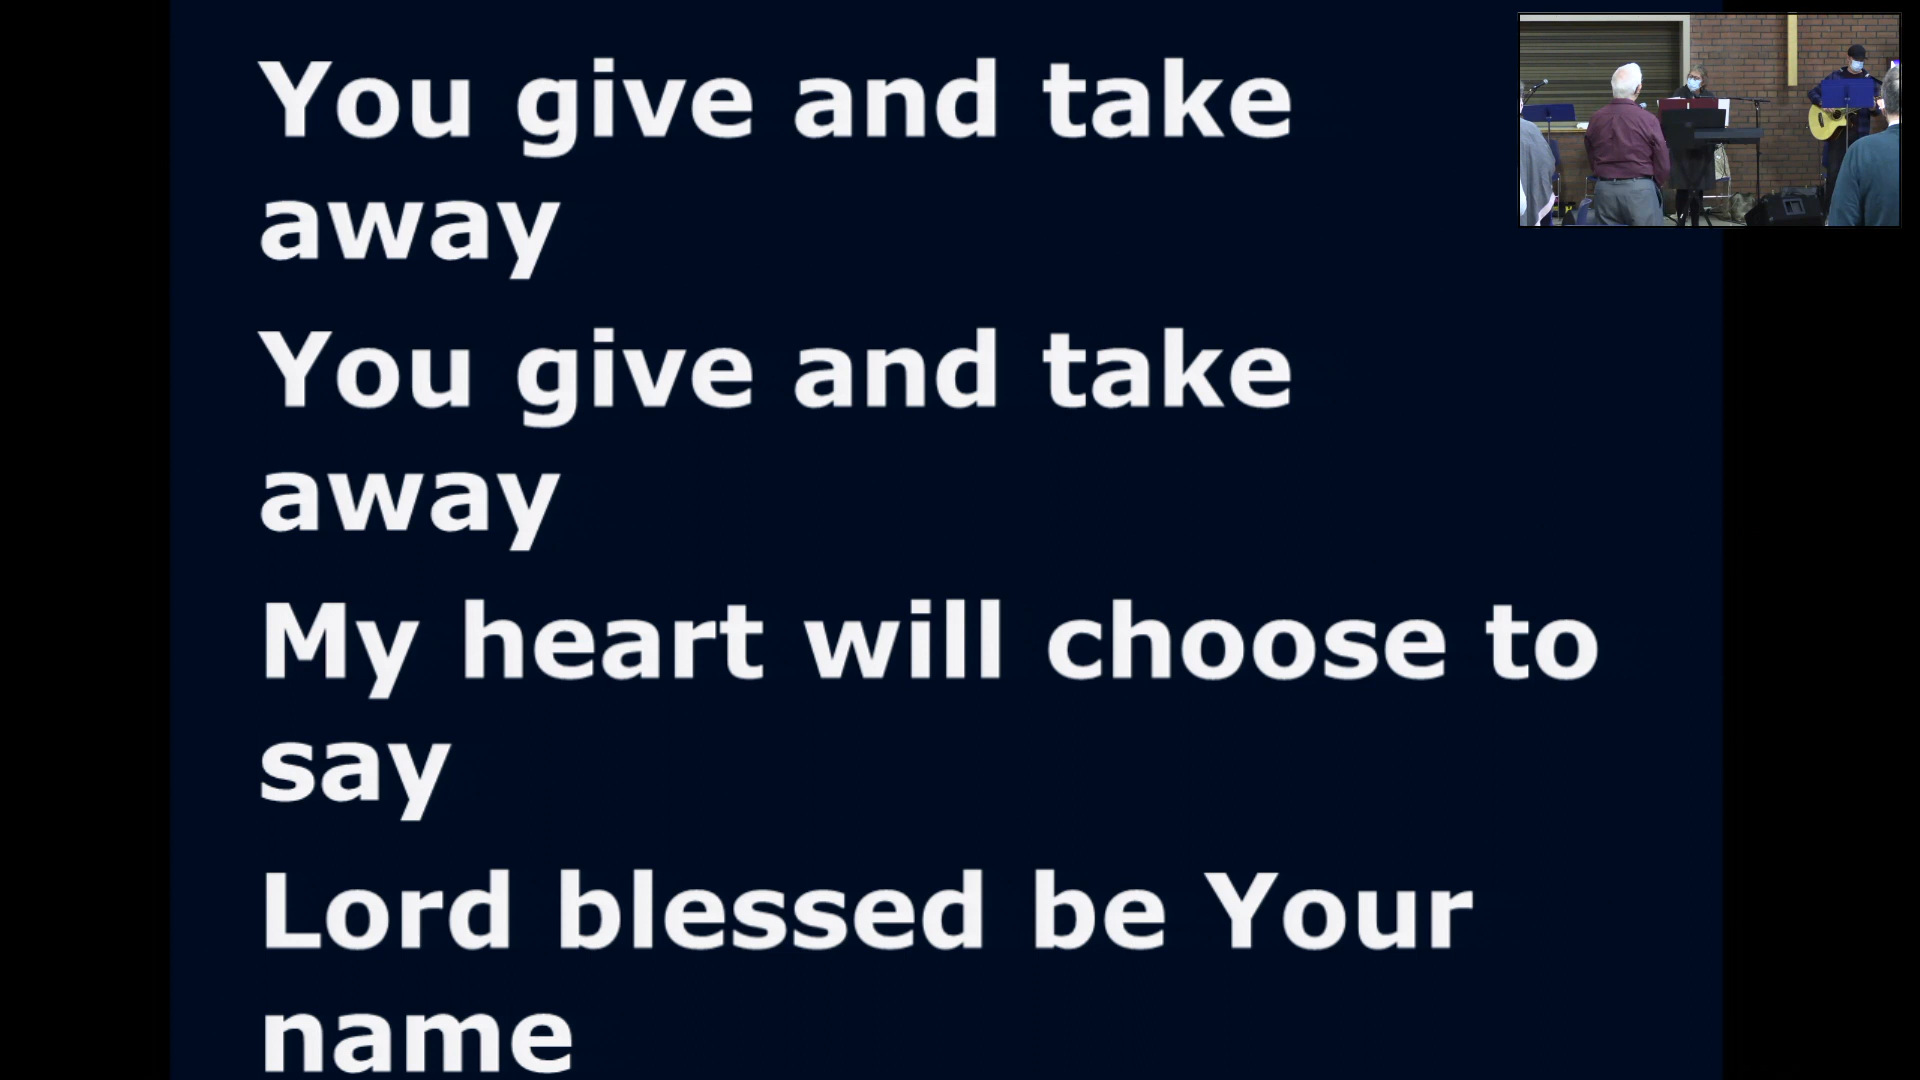 You give and take
away
You give and take
away
My heart will choose to
say
Lord blessed be Your
name